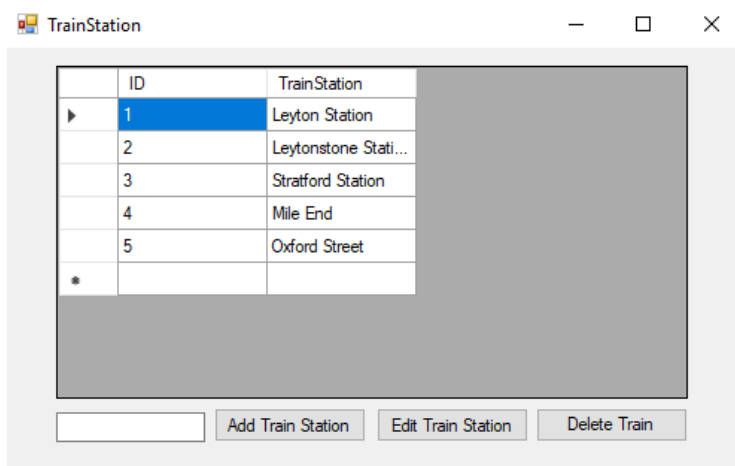 TrainStation
ID TrainStation
1 Leyton Station
2 Leytonstone Stati...
3 Stratford Station
4 Mile End
5 Oxford Street
Add Train Station Edit Train Station Delete Train